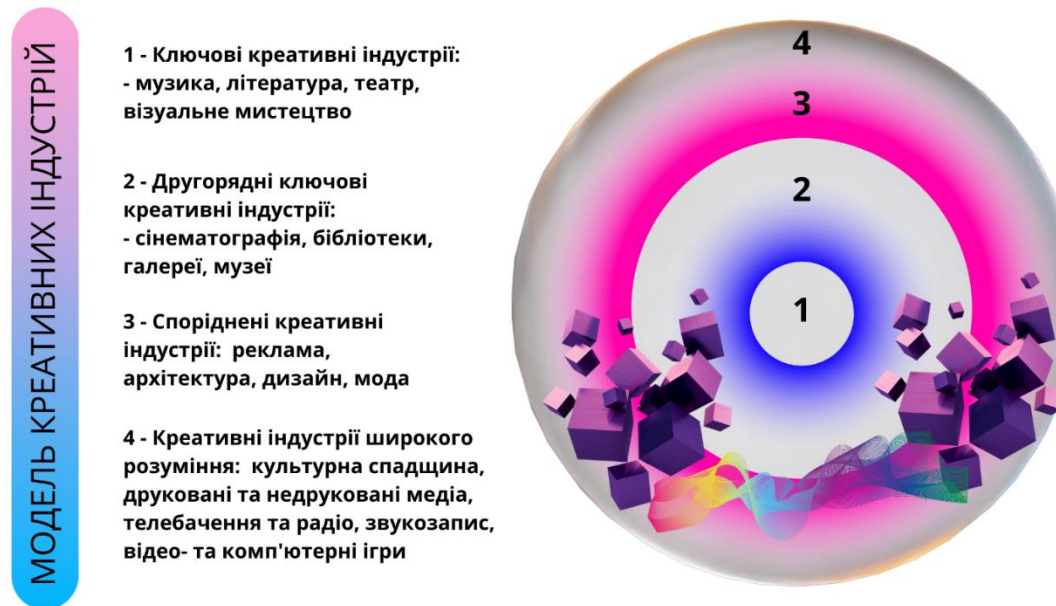 МОДЕЛЬ КРЕАТИВНИХ ІНДУСТРІЙ
1 - Ключові креативні індустрії:
- музика, література, театр,
візуальне мистецтво
2 - Другорядні ключові
креативні індустрії:
- сінематографія, бібліотеки,
галереї, музеї
3 - Споріднені креативні
індустрії: реклама,
архітектура, дизайн, мода
4 - Креативні індустрії широкого
розуміння: культурна спадщина,
друковані та недруковані медіа,
телебачення та радіо, звукозапис,
відео- та комп'ютерні ігри
4
3
2
1